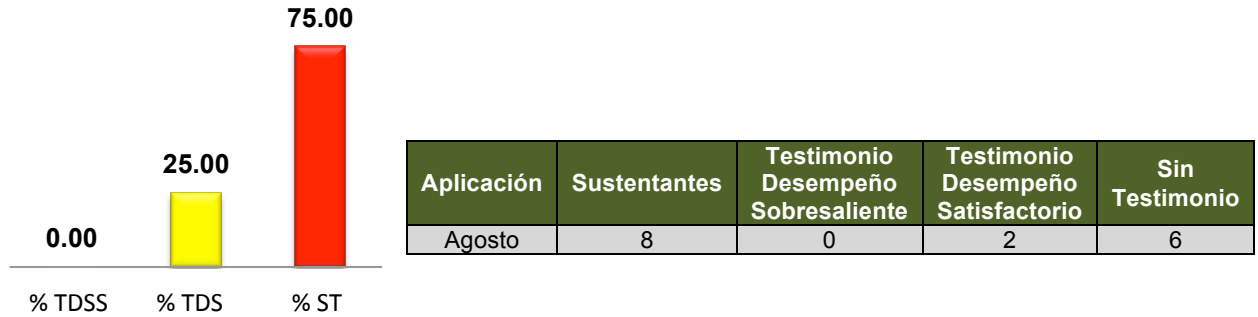 75.00
25.00
0.00
% TDSS % TDS % ST
Aplicación Sustentantes Testimonio Desempeño Sobresaliente Testimonio Desempeño Satisfactorio Sin Testimonio
Agosto 8 0 2 6